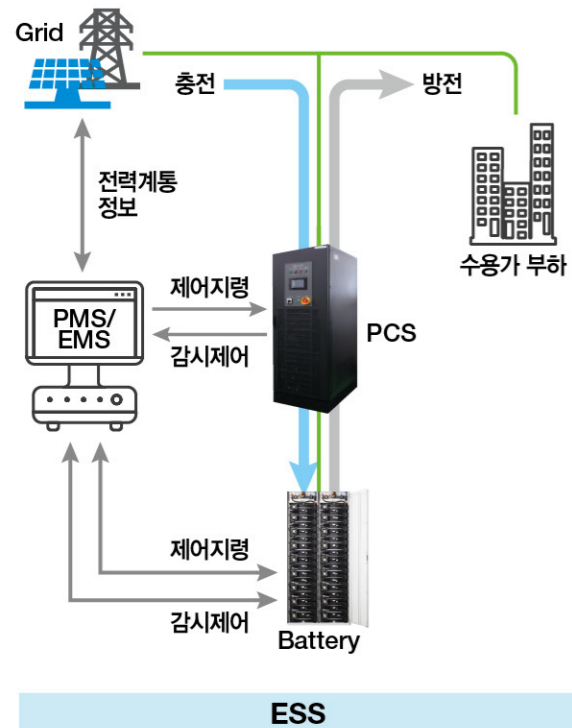 Grid
충전
방전
전력계통
정보
수용가 부하
제어지령
PMS/
EMS
감시제어
PCS
제어지령
감시제어
Battery
ESS